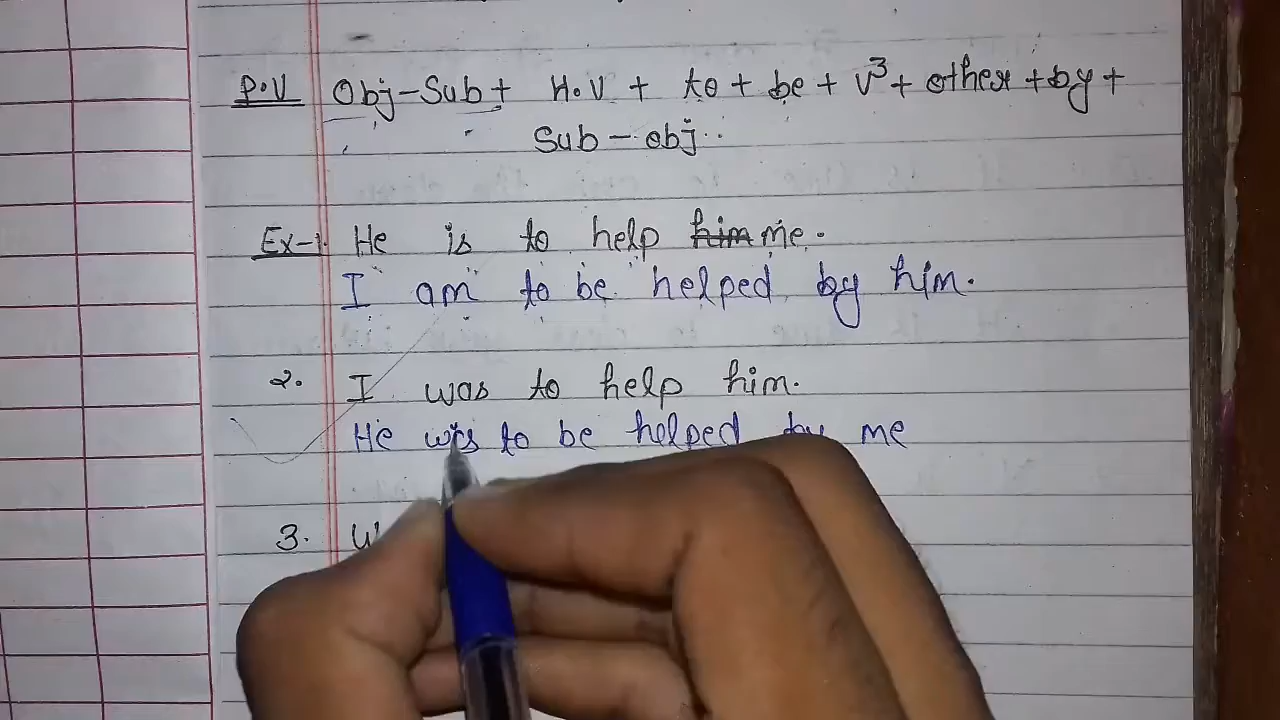 P.V Obj-Sub + H.V + to + be + V³ + other + by +
Sub - obj.
Ex-1. He is to help him me.
I am to be helped by him.
2. I was to help him.
He was to be helped by me
3.